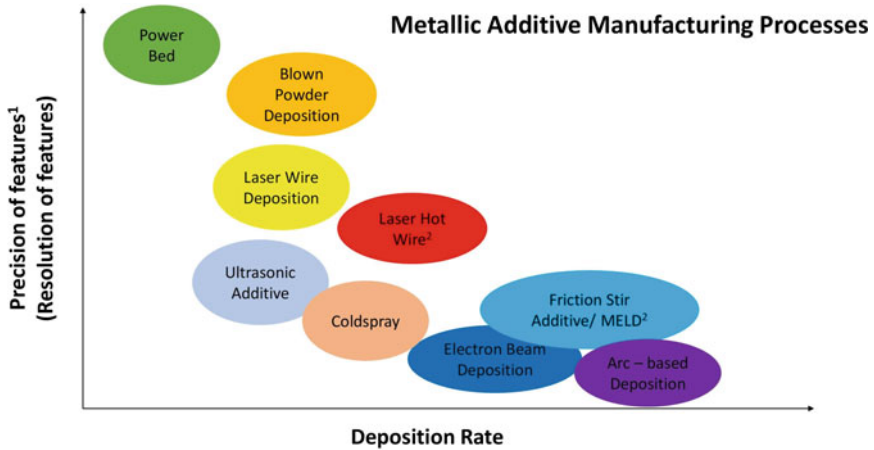 Metallic Additive Manufacturing Processes
Precision of features¹
(Resolution of features)
Power
Bed
Blown
Powder
Deposition
Laser Wire
Deposition
Laser Hot
Wire²
Ultrasonic
Additive
Coldspray
Friction Stir
Additive/ MELD²
Electron Beam
Deposition
Arc – based
Deposition
Deposition Rate